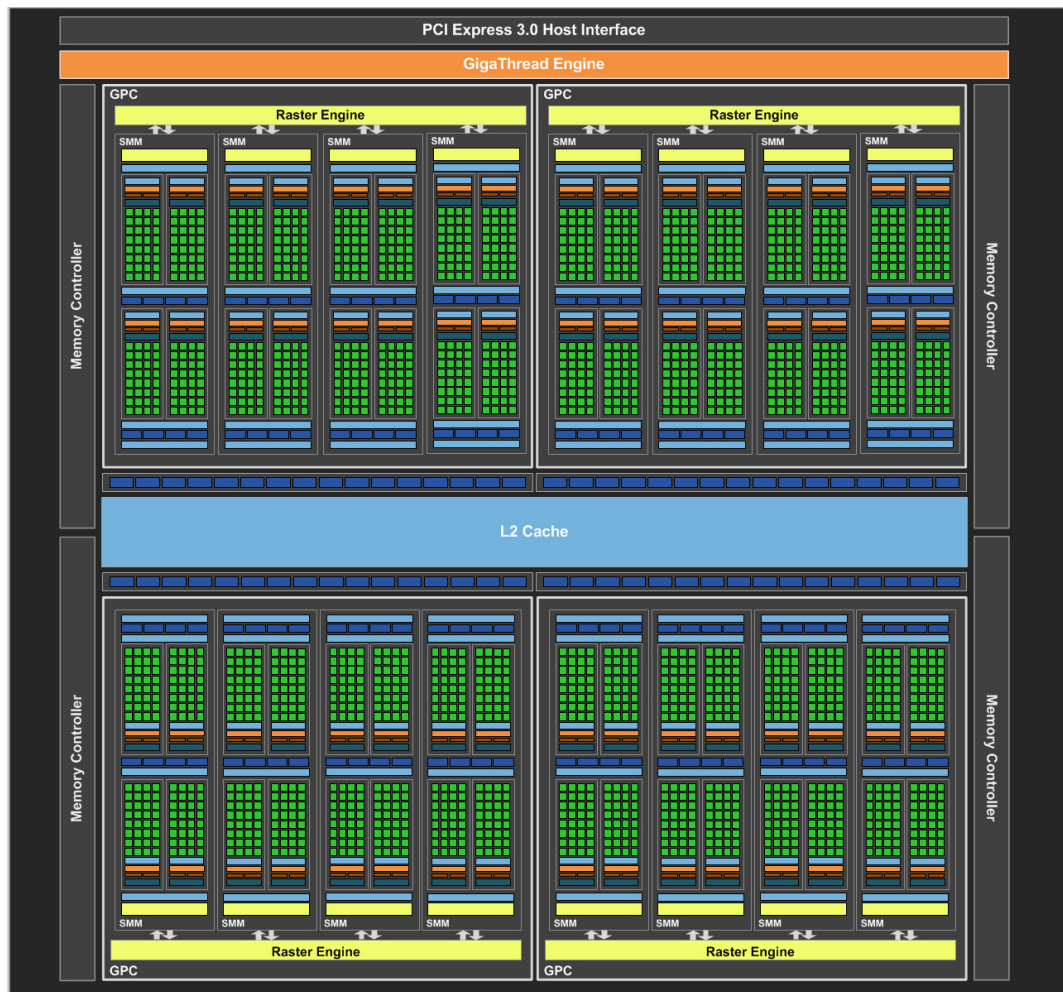 PCI Express 3.0 Host Interface
GigaThread Engine
GPC
Raster Engine
SMM
SMM
SMM
SMM
GPC
Raster Engine
SMM
SMM
SMM
SMM
Memory Controller
Memory Controller
L2 Cache
Memory Controller
Memory Controller
SMM
SMM
SMM
SMM
Raster Engine
GPC
SMM
SMM
SMM
SMM
Raster Engine
GPC